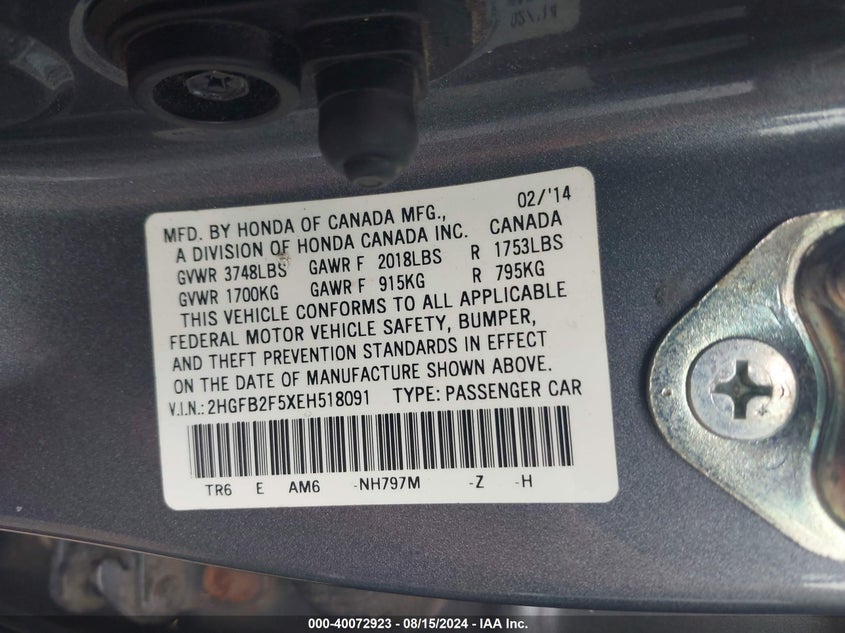 02/'14
02/'14
MFD. BY HONDA OF CANADA MFG.,
A DIVISION OF HONDA CANADA INC. CANADA
GVWR 3748LBS GAWR F 2018LBS R 1753LBS
GVWR 1700KG GAWR F 915KG R 795KG
THIS VEHICLE CONFORMS TO ALL APPLICABLE
FEDERAL MOTOR VEHICLE SAFETY, BUMPER,
AND THEFT PREVENTION STANDARDS IN EFFECT
ON THE DATE OF MANUFACTURE SHOWN ABOVE.
V.I.N.:2HGFB2F5XEH518091 TYPE: PASSENGER CAR
TR6 E AM6 -NH797M -Z -H
000-40072923 - 08/15/2024 - IAA Inc.